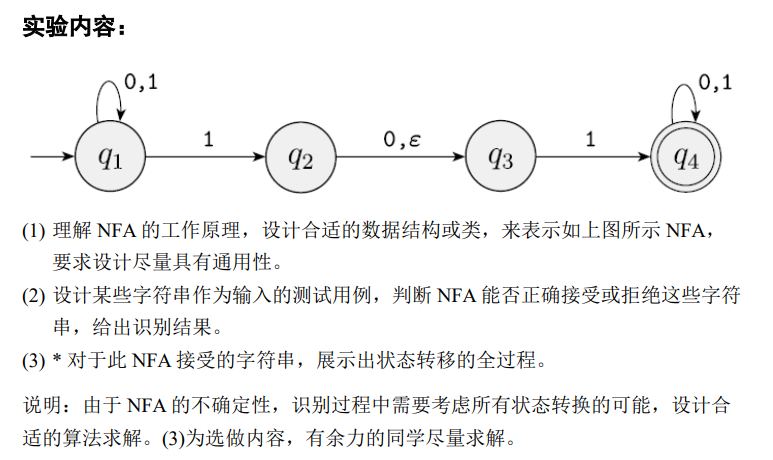 实验内容：
0,1
0,1
1
0,ε
1
q1
q2
q3
q4
(1) 理解 NFA 的工作原理，设计合适的数据结构或类，来表示如上图所示 NFA，
要求设计尽量具有通用性。
(2) 设计某些字符串作为输入的测试用例，判断 NFA 能否正确接受或拒绝这些字符
串，给出识别结果。
(3) * 对于此 NFA 接受的字符串，展示出状态转移的全过程。
说明：由于 NFA 的不确定性，识别过程中需要考虑所有状态转换的可能，设计合
适的算法求解。(3)为选做内容，有余力的同学尽量求解。